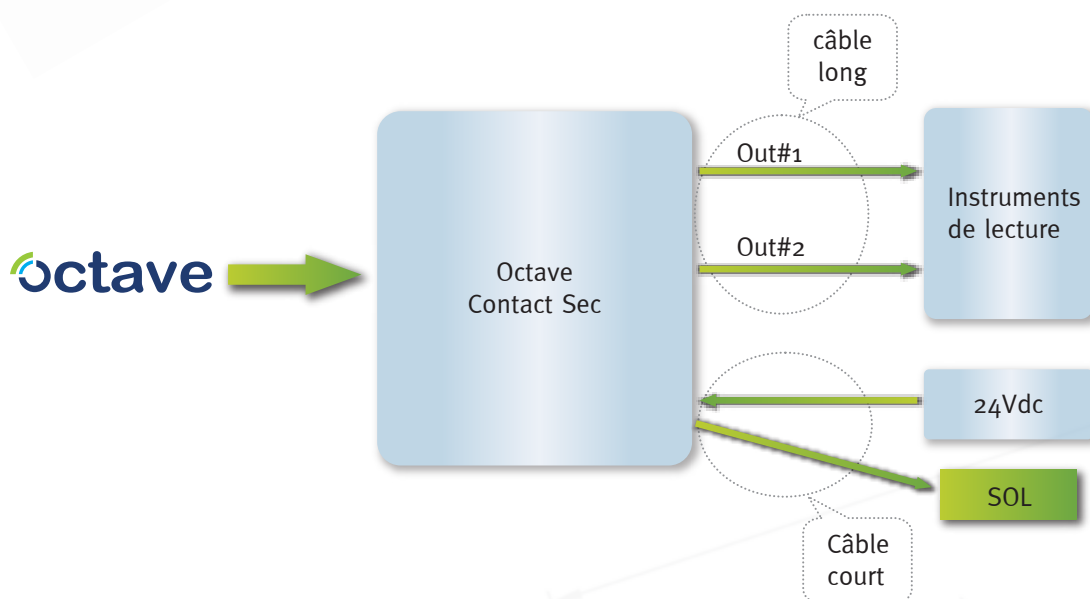 câble
long
Out#1
Instruments
de lecture
Out#2
octave
Octave
Contact Sec
24Vdc
SOL
Câble
court